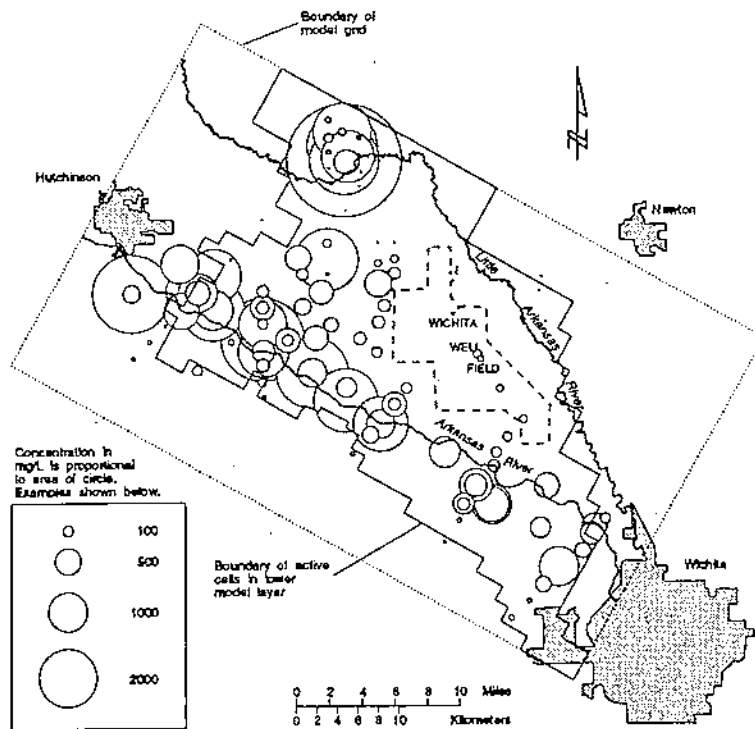 Boundary of
model grid
Hutchinson
Newton
Little
Arkansas
River
WICHITA
WELL
FIELD
Arkansas
River
Concentration in
mg/L is proportional
to area of circle.
Examples shown below.
100
500
1000
2000
Boundary of active
cells in lower
model layer
Wichita
0 2 4 6 8 10 Miles
0 2 4 6 8 10
Kilometers